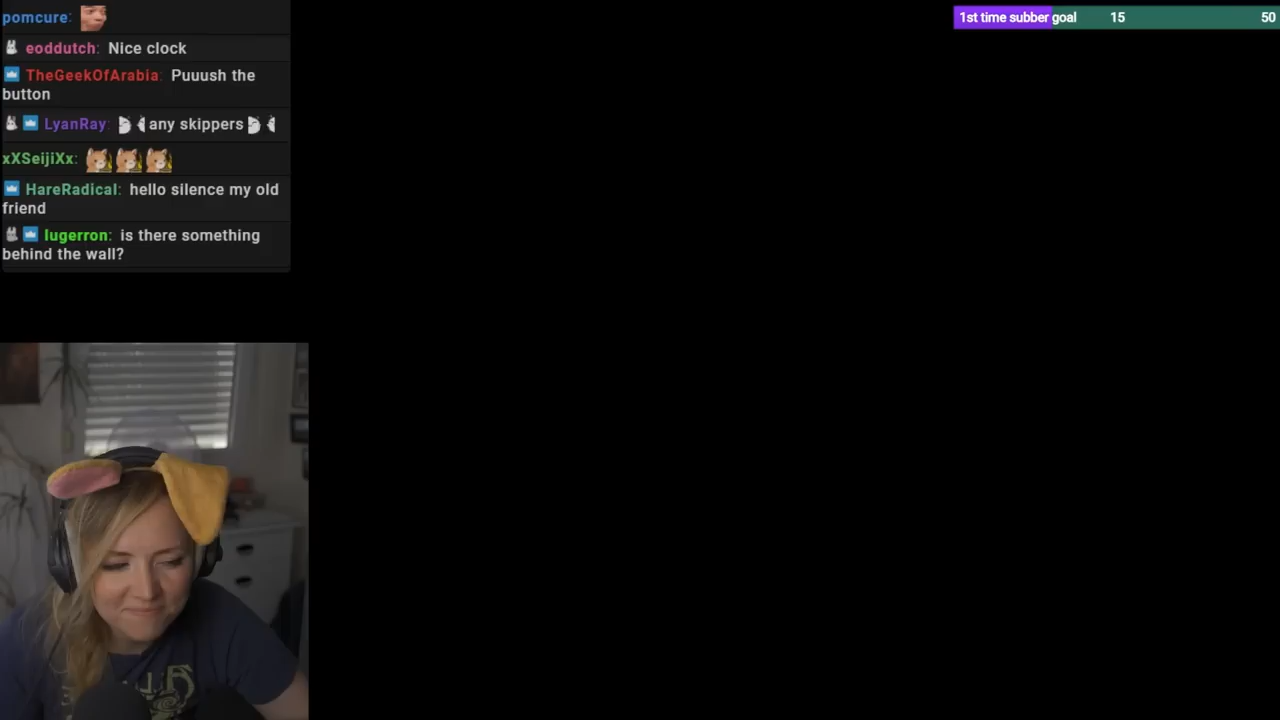 pomcure:
eoddutch: Nice clock
TheGeekOfArabia: Puuush the
button
LyanRay: any skippers
xXSeijiXx:
HareRadical: hello silence my old
friend
lugerron: is there something
behind the wall?
1st time subber goal 15 50